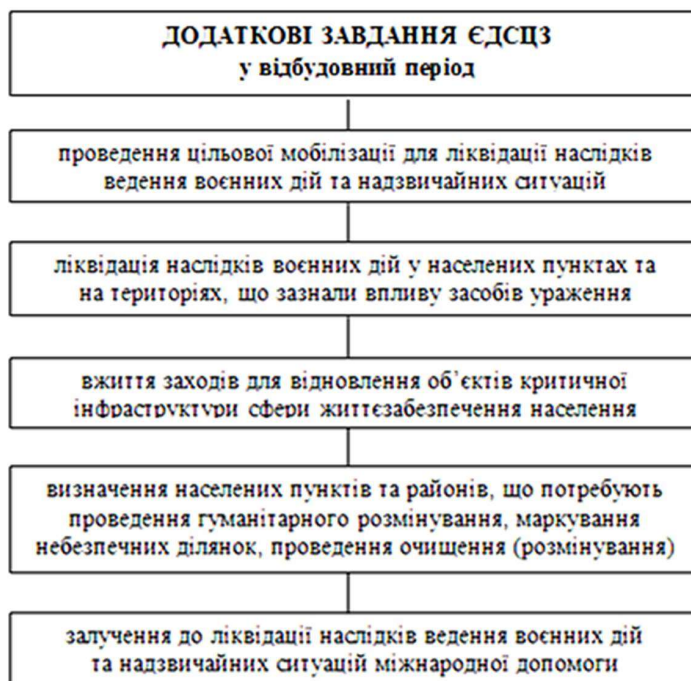 ДОДАТКОВІ ЗАВДАННЯ ЄДСЦЗ
у відбудовний період
проведення цільової мобілізації для ліквідації наслідків
ведення воєнних дій та надзвичайних ситуацій
ліквідація наслідків воєнних дій у населених пунктах та
на територіях, що зазнали впливу засобів ураження
вжиття заходів для відновлення об’єктів критичної
інфраструктури сфери життєзабезпечення населення
визначення населених пунктів та районів, що потребують
проведення гуманітарного розмінування, маркування
небезпечних ділянок, проведення очищення (розмінування)
залучення до ліквідації наслідків ведення воєнних дій
та надзвичайних ситуацій міжнародної допомоги